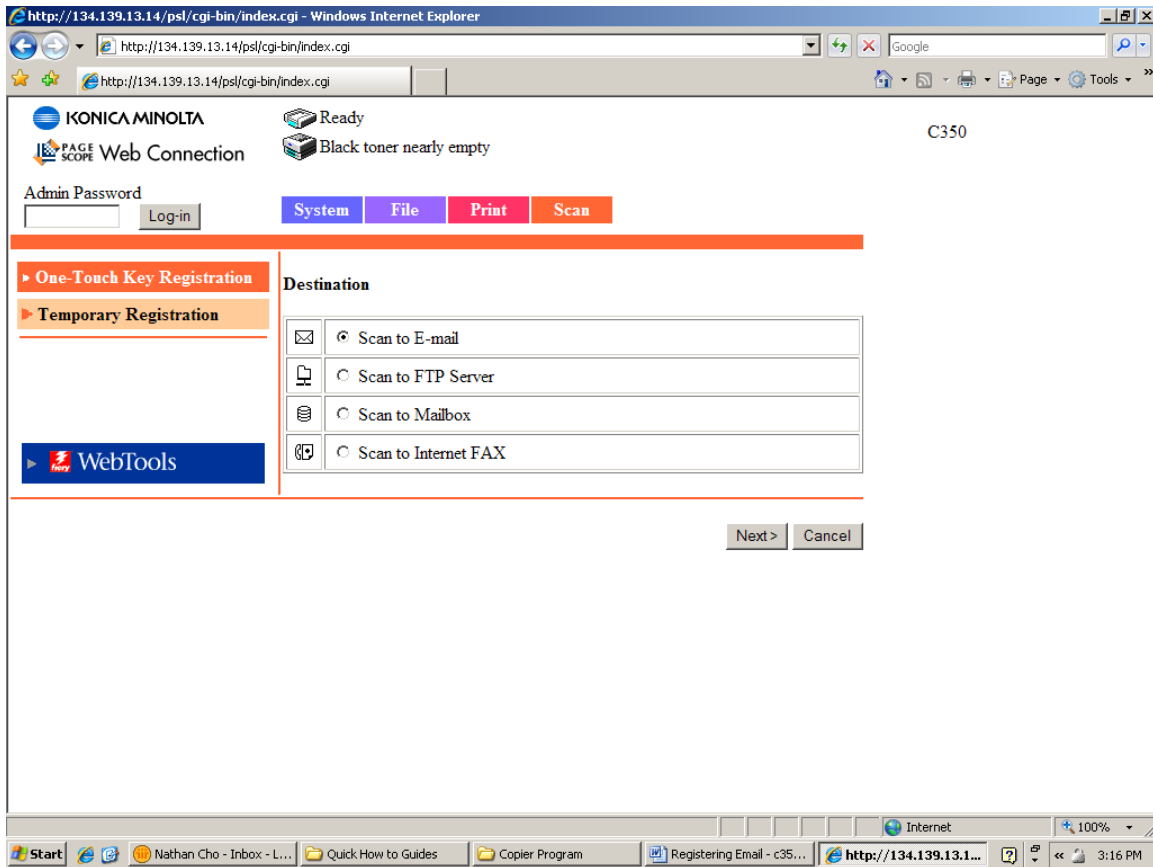 http://134.139.13.14/psl/cgi-bin/index.cgi - Windows Internet Explorer
http://134.139.13.14/psl/cgi-bin/index.cgi
Google
http://134.139.13.14/psl/cgi-bin/index.cgi
Page
Tools
KONICA MINOLTA
Ready
C350
PAGE SCOPE Web Connection
Black toner nearly empty
Admin Password
Log-in
System File Print Scan
One-Touch Key Registration
Destination
Temporary Registration
Scan to E-mail
Scan to FTP Server
Scan to Mailbox
Scan to Internet FAX
fiery WebTools
Next > Cancel
Internet
100%
Start
Nathan Cho - Inbox - L...
Quick How to Guides
Copier Program
Registering Email - c35...
http://134.139.13.1...
3:16 PM